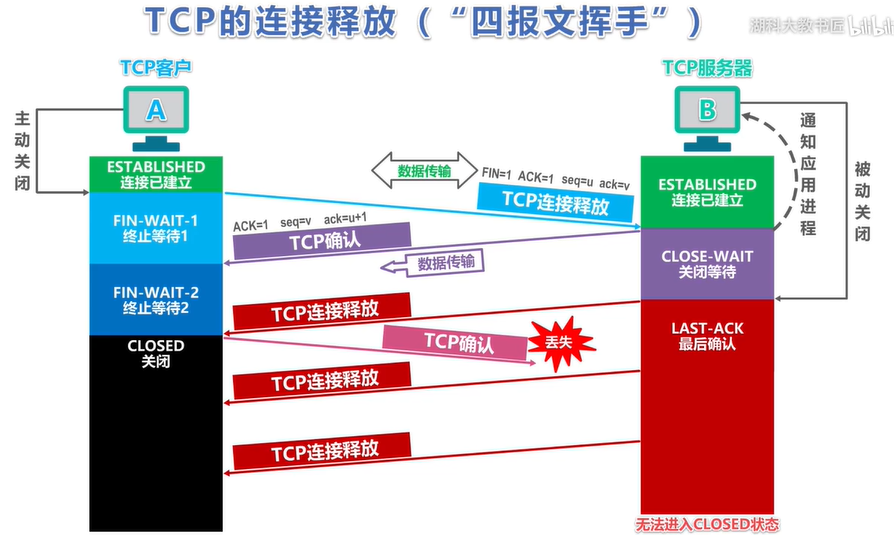 TCP的连接释放（“四报文挥手”）
湖科大教书匠 bilibili
TCP客户
TCP服务器
A
B
主动关闭
通知应用进程
被动关闭
ESTABLISHED
连接已建立
数据传输
FIN=1 ACK=1 seq=u ack=v
TCP连接释放
ESTABLISHED
连接已建立
FIN-WAIT-1
终止等待1
ACK=1 seq=v ack=u+1
TCP确认
数据传输
CLOSE-WAIT
关闭等待
FIN-WAIT-2
终止等待2
TCP连接释放
LAST-ACK
最后确认
CLOSED
关闭
TCP确认
丢失
TCP连接释放
TCP连接释放
无法进入CLOSED状态